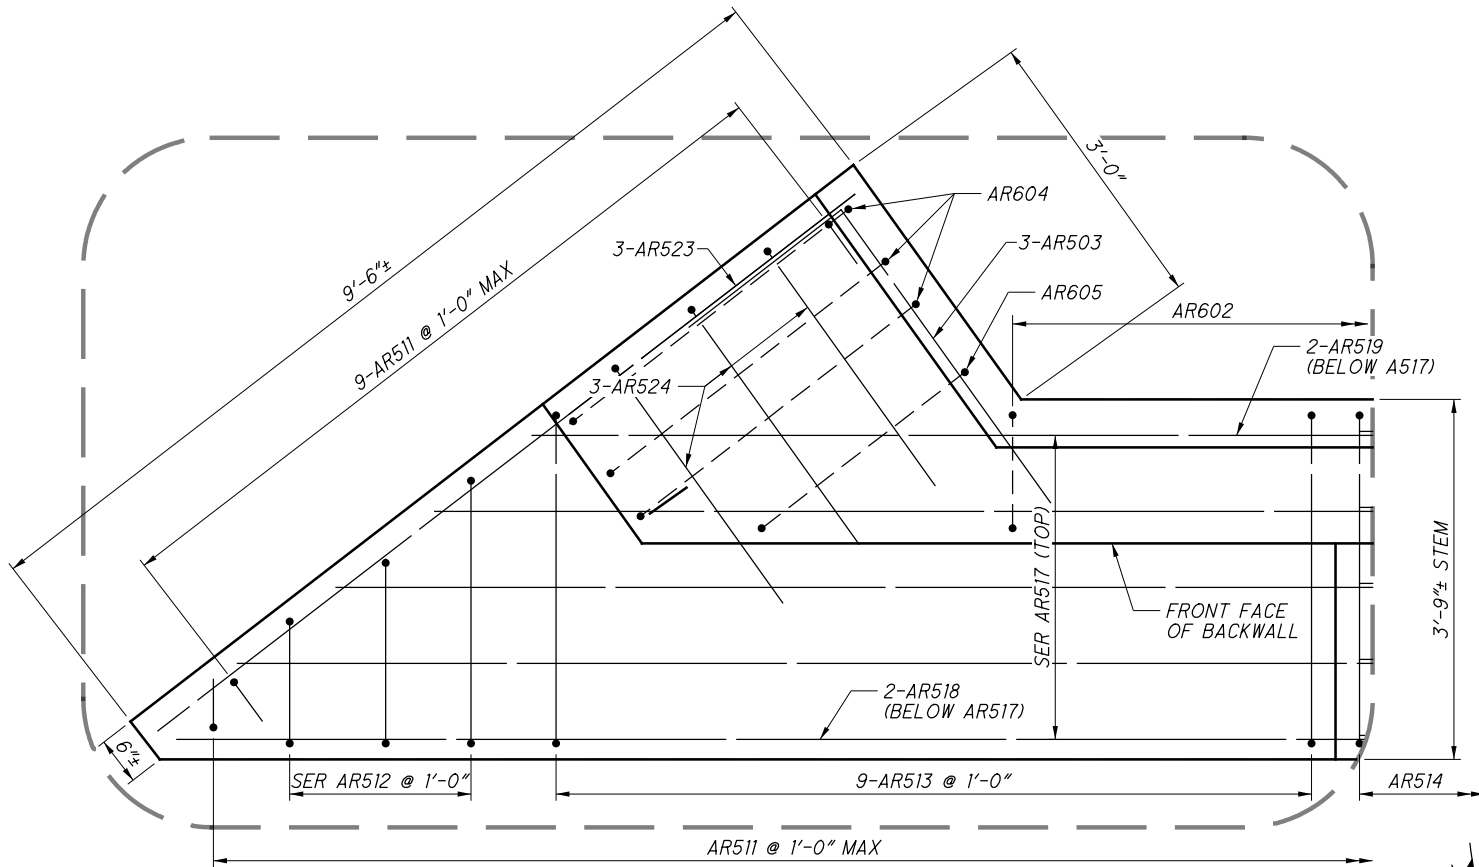 9'-6"±
9-AR511 @ 1'-0" MAX
3'-0"
AR604
3-AR503
AR605
AR602
3-AR523
2-AR519
(BELOW A517)
3-AR524
SER AR517 (TOP)
FRONT FACE
OF BACKWALL
3'-9"± STEM
2-AR518
(BELOW AR517)
6"±
SER AR512 @ 1'-0"
9-AR513 @ 1'-0"
AR514
AR511 @ 1'-0" MAX